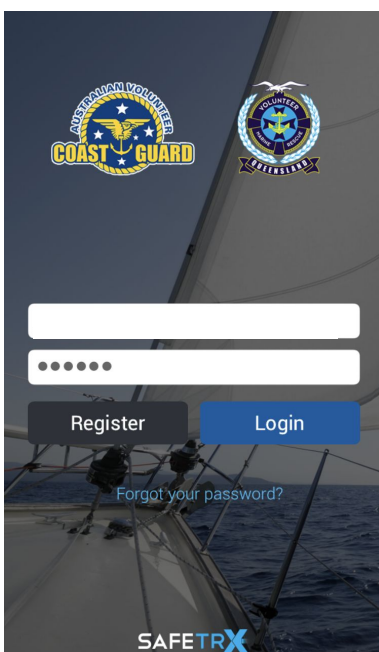 AUSTRALIAN VOLUNTEER
COAST GUARD
VOLUNTEER
MARINE RESCUE
QUEENSLAND
●●●●●●
Register
Login
Forgot your password?
SAFETRX